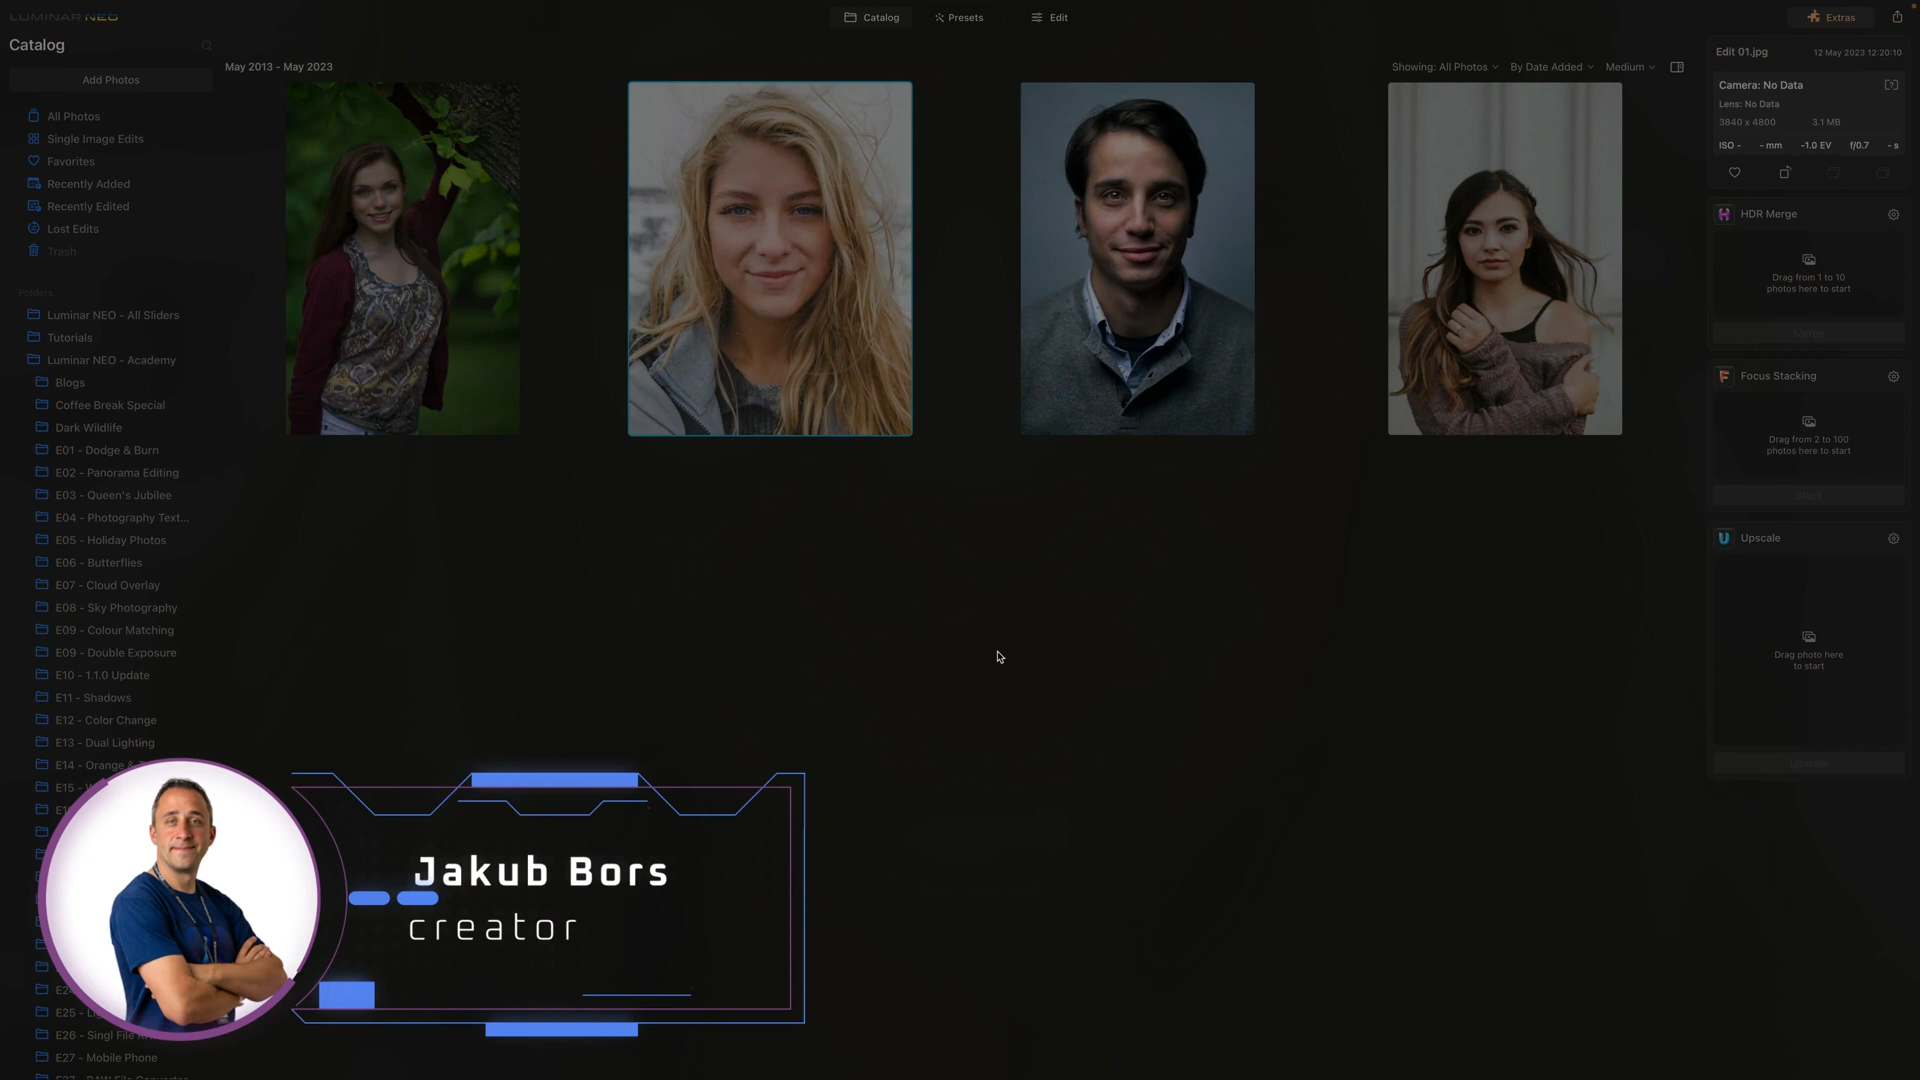 LUMINAR NEO
Catalog
Presets
Edit
Extras
Catalog
Add Photos
All Photos
Single Image Edits
Favorites
Recently Added
Recently Edited
Lost Edits
Trash
Folders
Luminar NEO - All Sliders
Tutorials
Luminar NEO - Academy
Blogs
Coffee Break Special
Dark Wildlife
E01 - Dodge & Burn
E02 - Panorama Editing
E03 - Queen's Jubilee
E04 - Photography Text...
E05 - Holiday Photos
E06 - Butterflies
E07 - Cloud Overlay
E08 - Sky Photography
E09 - Colour Matching
E09 - Double Exposure
E10 - 1.1.0 Update
E11 - Shadows
E12 - Color Change
E13 - Dual Lighting
E14 - Orange &
E15 -
E25 -
E26 - Singl File
E27 - Mobile Phone
May 2013 - May 2023
Showing: All Photos
By Date Added
Medium
Edit 01.jpg
12 May 2023 12:20:10
Camera: No Data
Lens: No Data
3840 x 4800 3.1 MB
ISO - - mm -1.0 EV f/0.7 - s
HDR Merge
Drag from 1 to 10
photos here to start
Merge
Focus Stacking
Drag from 2 to 100
photos here to start
Stack
Upscale
Drag photo here
to start
Upscale
Jakub Bors
creator